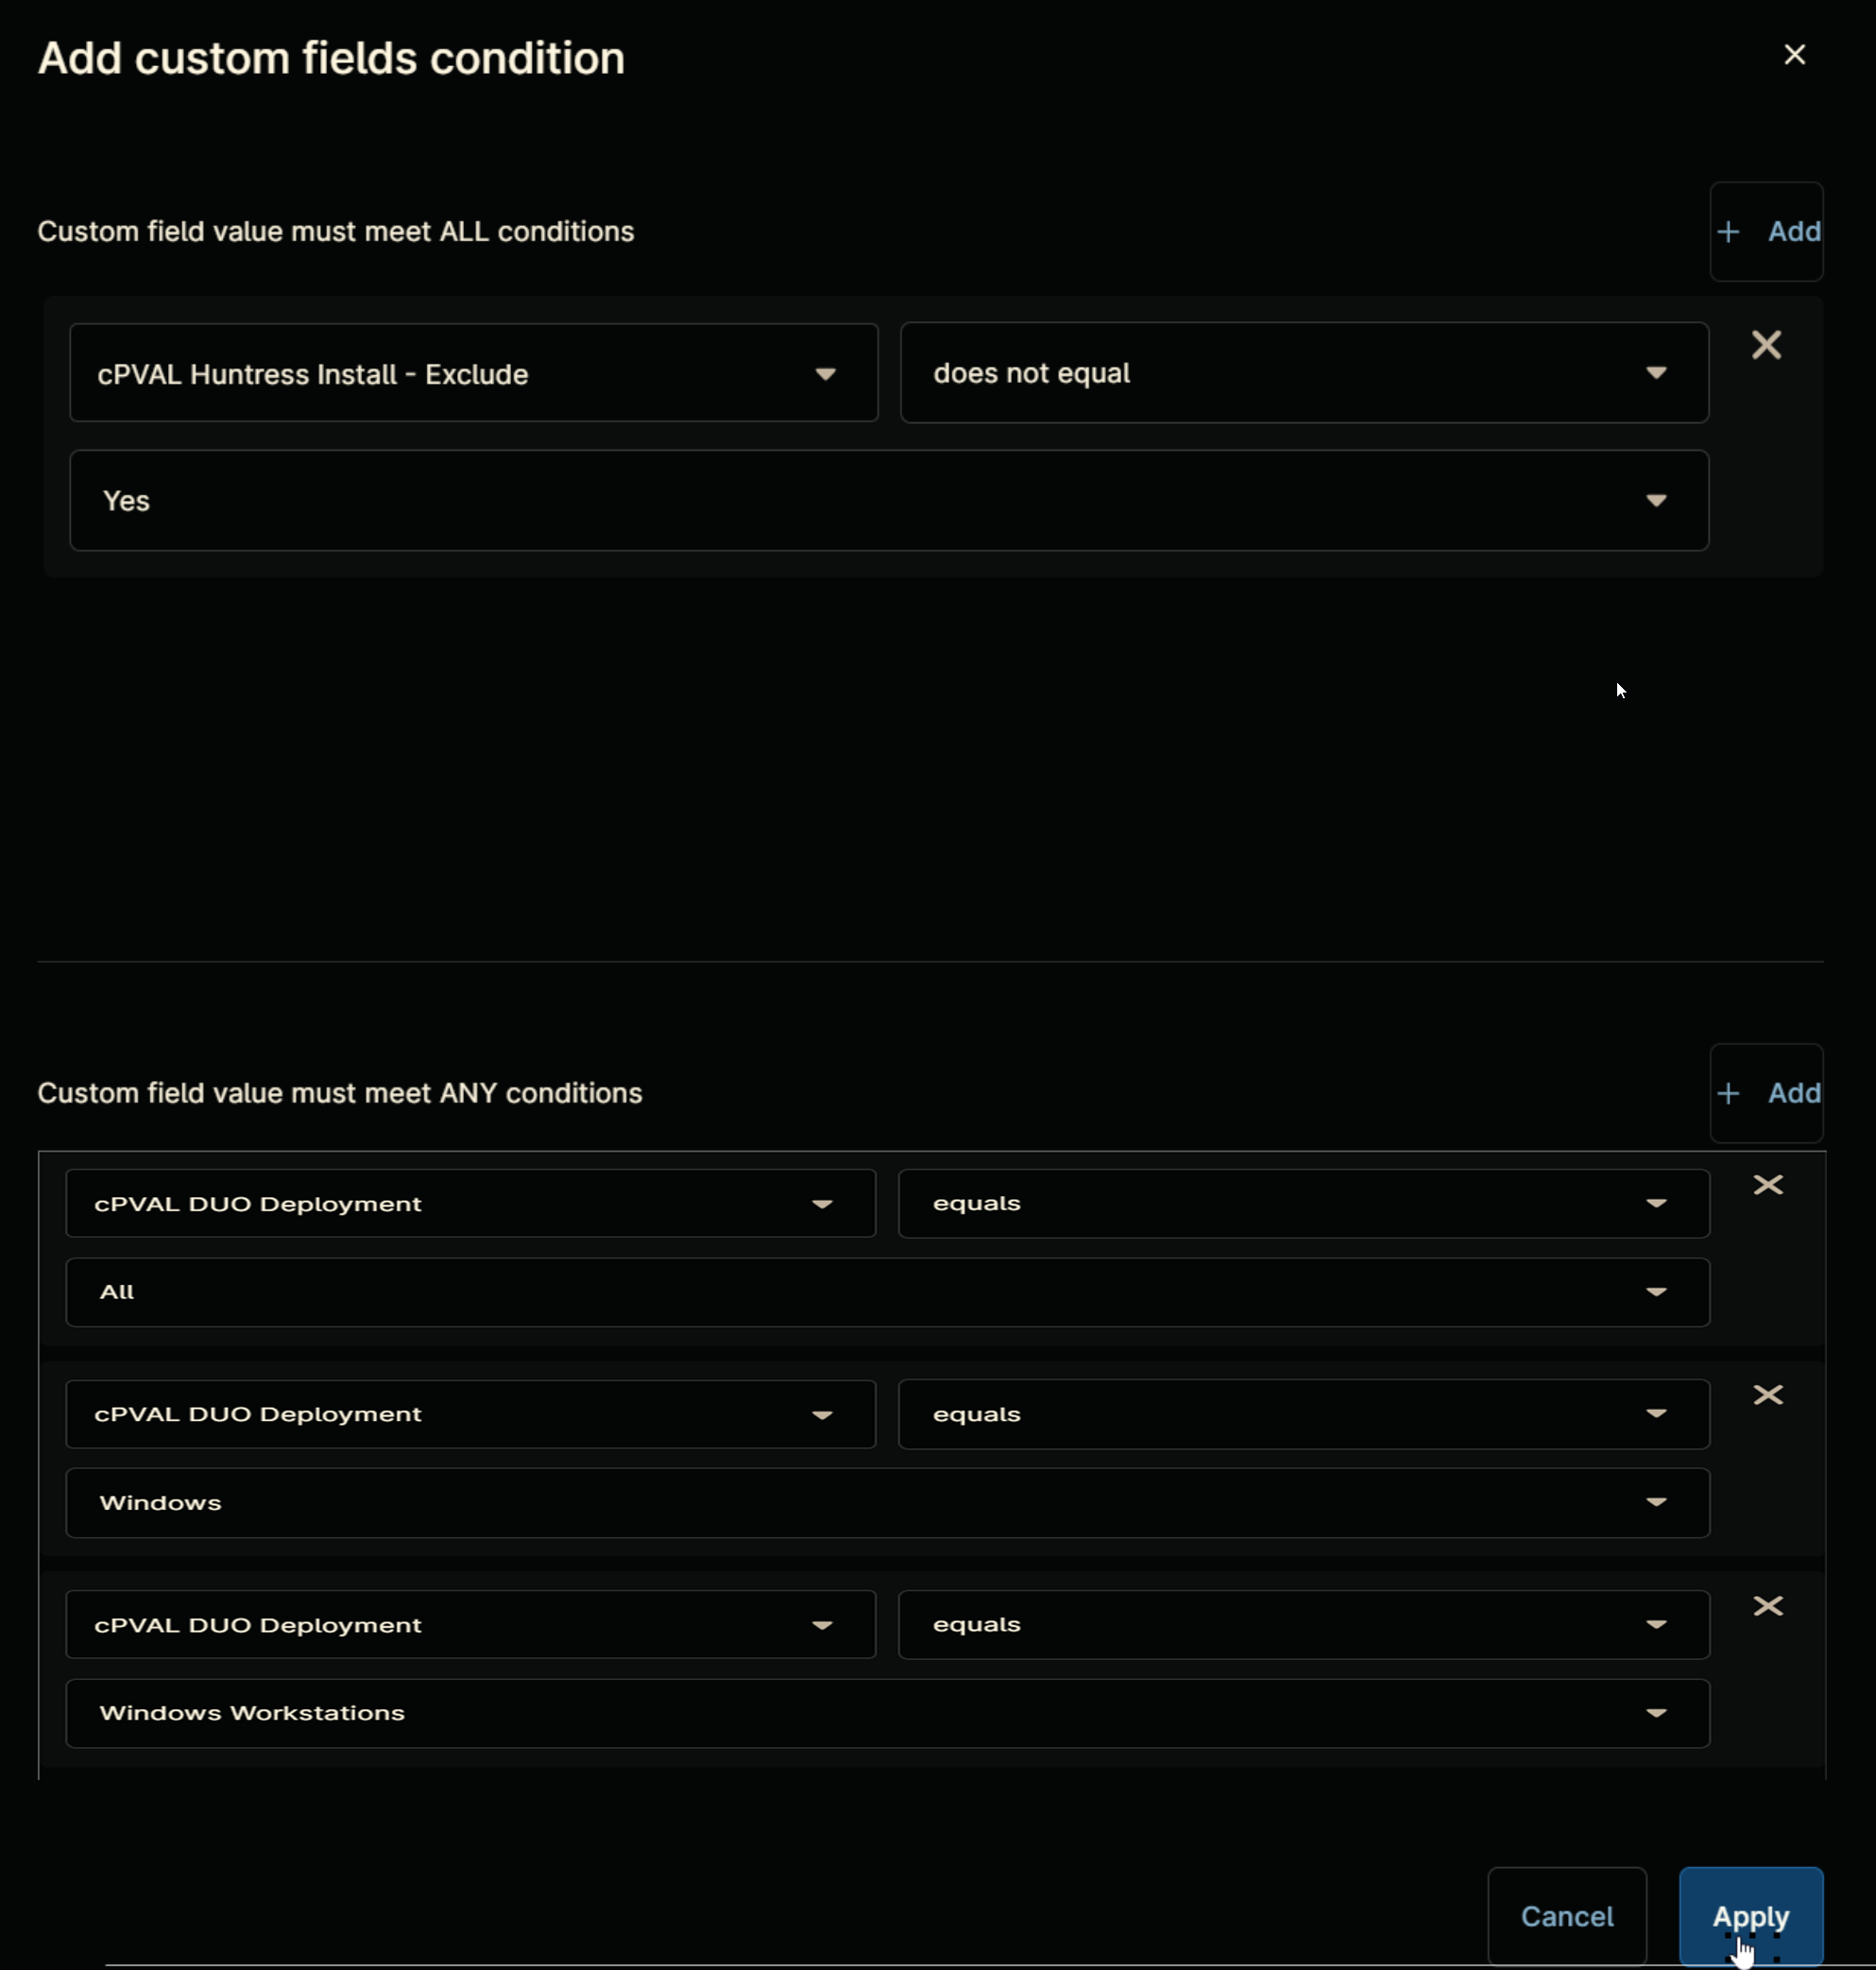 Add custom fields condition
Custom field value must meet ALL conditions
+ Add
cPVAL Huntress Install - Exclude
does not equal
Yes
Custom field value must meet ANY conditions
+ Add
cPVAL DUO Deployment
equals
All
cPVAL DUO Deployment
equals
Windows
cPVAL DUO Deployment
equals
Windows Workstations
Cancel
Apply